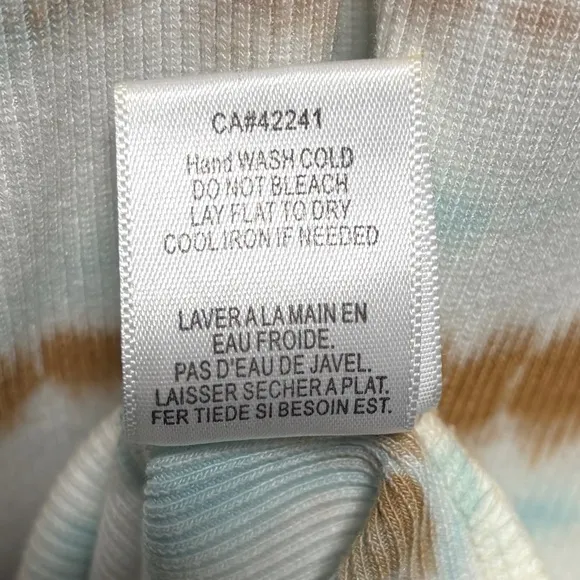 CA#42241
Hand WASH COLD
DO NOT BLEACH
LAY FLAT TO DRY
COOL IRON IF NEEDED
LAVER A LA MAIN EN
EAU FROIDE.
PAS D'EAU DE JAVEL.
LAISSER SECHER A PLAT.
FER TIEDE SI BESOIN EST.